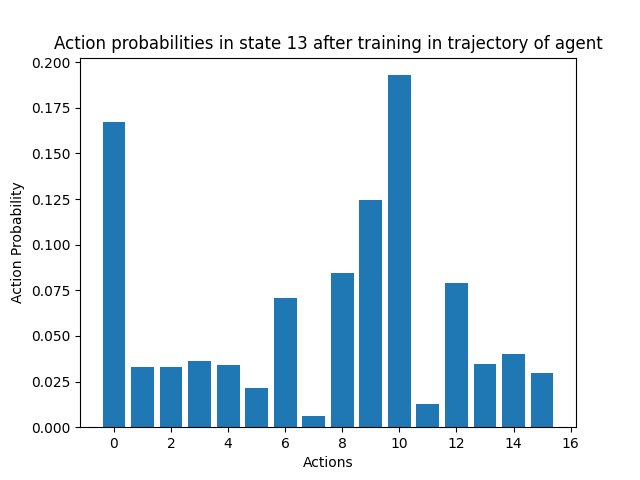 Action probabilities in state 13 after training in trajectory of agent
0.200
0.175
0.150
0.125
0.100
0.075
0.050
0.025
0.000
Action Probability
0 2 4 6 8 10 12 14 16
Actions